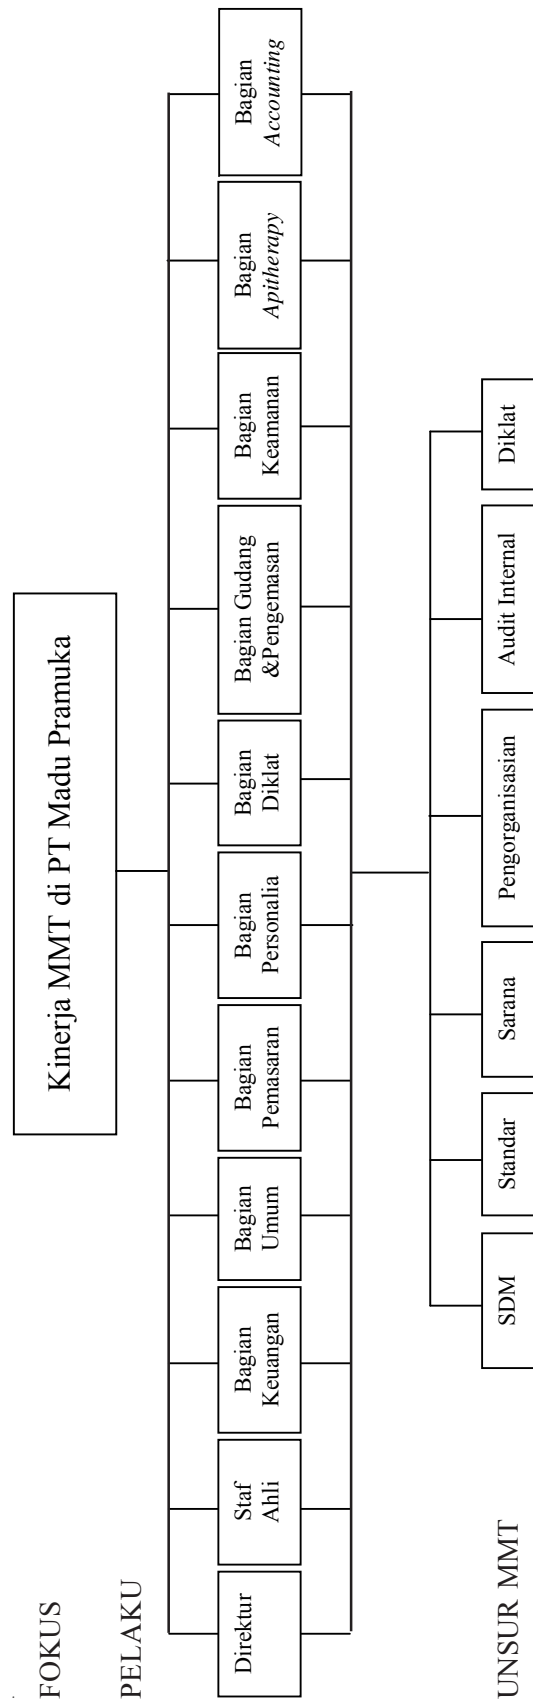 FOKUS
Kinerja MMT di PT Madu Pramuka
PELAKU
Direktur
Staf
Ahli
Bagian
Keuangan
Bagian
Umum
Bagian
Pemasaran
Bagian
Personalia
Bagian
Diklat
Bagian Gudang
&Pengemasan
Bagian
Keamanan
Bagian
Apitherapy
Bagian
Accounting
UNSUR MMT
SDM
Standar
Sarana
Pengorganisasian
Audit Internal
Diklat